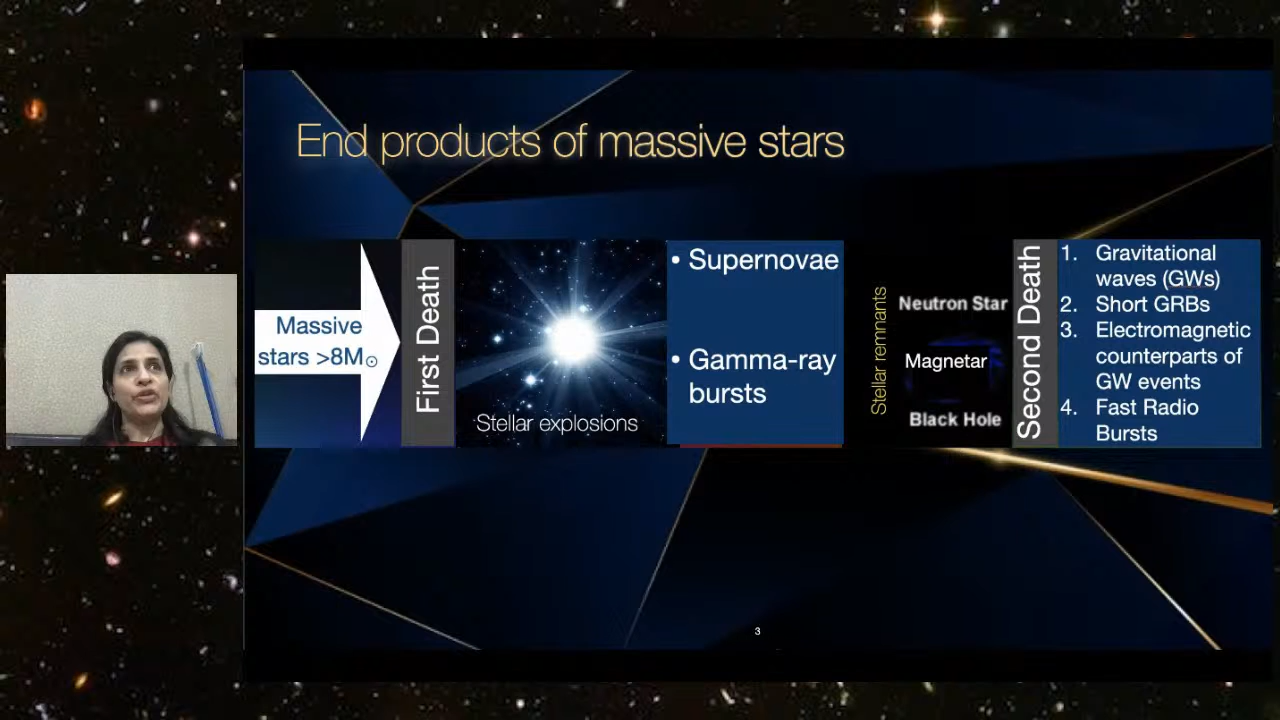 End products of massive stars
Massive
stars >8M⊙
First Death
Stellar explosions
• Supernovae
• Gamma-ray
bursts
Stellar remnants
Neutron Star
Magnetar
Black Hole
Second Death
1. Gravitational
waves (GWs)
2. Short GRBs
3. Electromagnetic
counterparts of
GW events
4. Fast Radio
Bursts
3